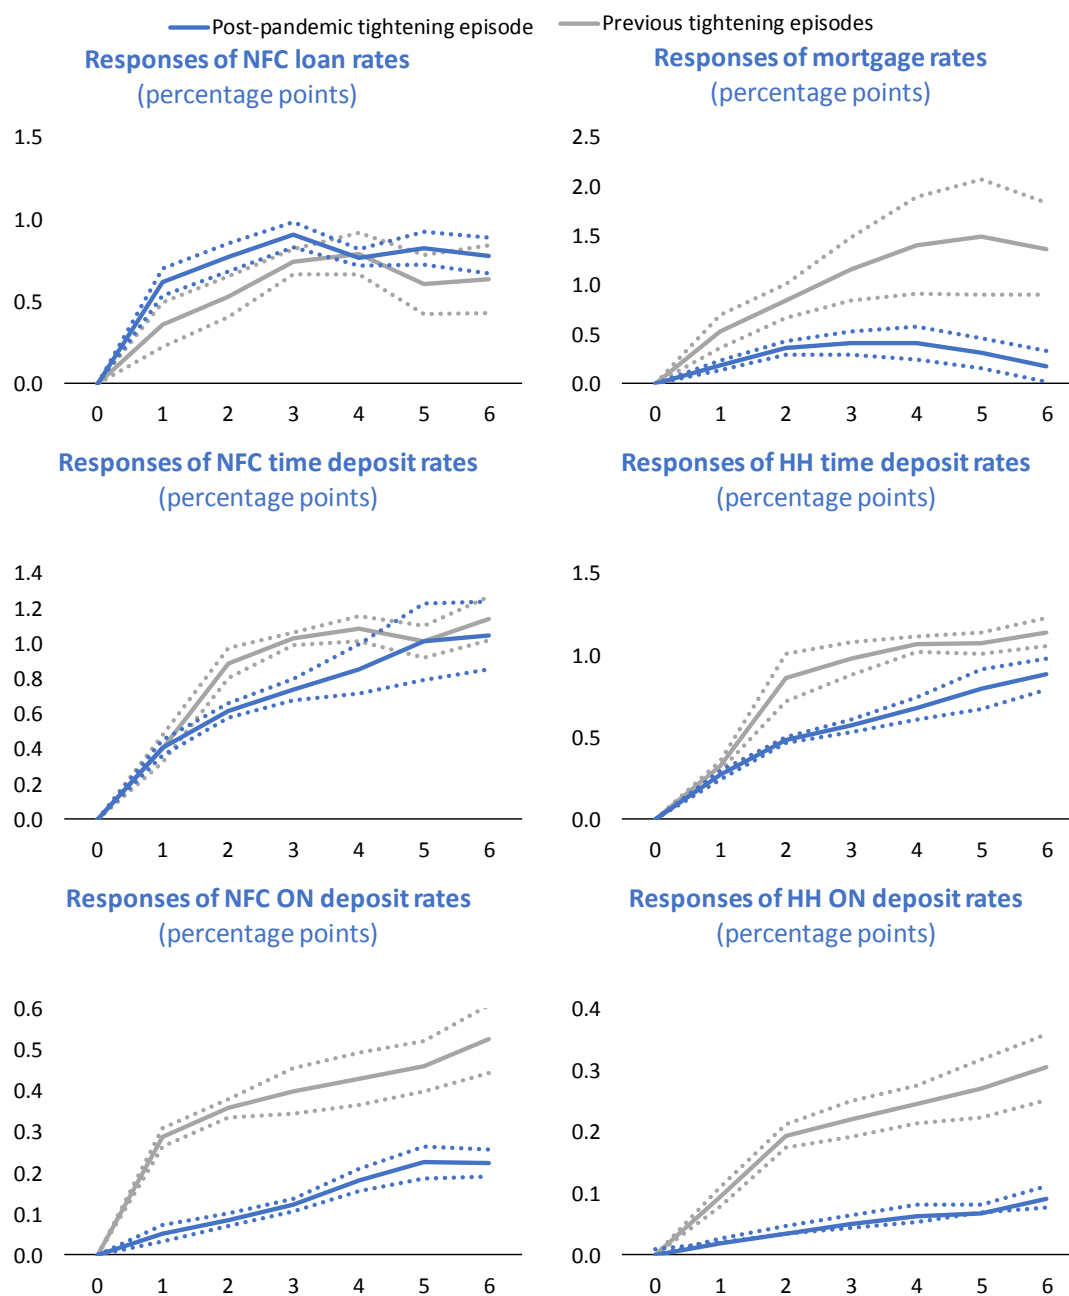 Post-pandemic tightening episode
Previous tightening episodes
Responses of NFC loan rates
(percentage points)
1.5
1.0
0.5
0.0
0 1 2 3 4 5 6
Responses of mortgage rates
(percentage points)
2.5
2.0
1.5
1.0
0.5
0.0
0 1 2 3 4 5 6
Responses of NFC time deposit rates
(percentage points)
1.4
1.2
1.0
0.8
0.6
0.4
0.2
0.0
0 1 2 3 4 5 6
Responses of HH time deposit rates
(percentage points)
1.5
1.0
0.5
0.0
0 1 2 3 4 5 6
Responses of NFC ON deposit rates
(percentage points)
0.6
0.5
0.4
0.3
0.2
0.1
0.0
0 1 2 3 4 5 6
Responses of HH ON deposit rates
(percentage points)
0.4
0.3
0.2
0.1
0.0
0 1 2 3 4 5 6